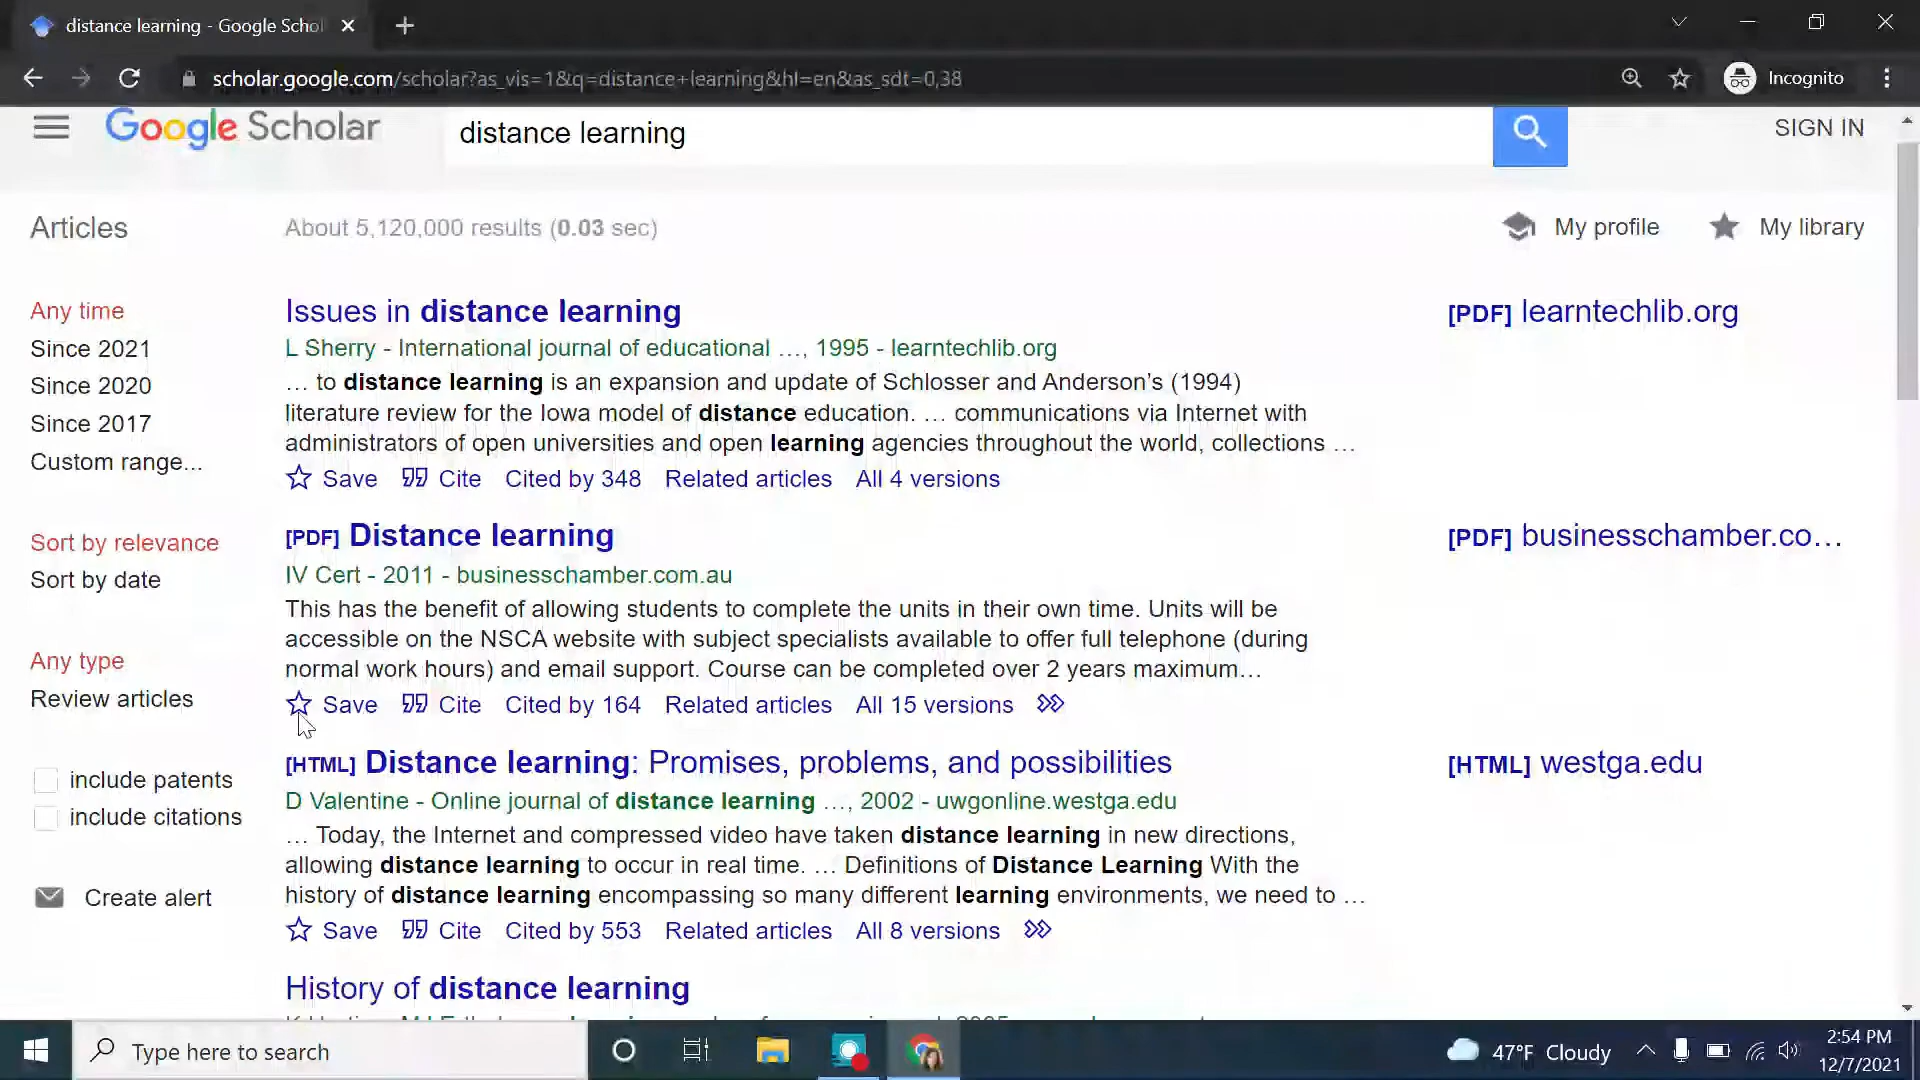 distance learning - Google Schol
scholar.google.com/scholar?as_vis=1&q=distance+learning&hl=en&as_sdt=0,38
Incognito
Google Scholar
distance learning
SIGN IN
Articles
About 5,120,000 results (0.03 sec)
My profile
My library
Any time
Since 2021
Since 2020
Since 2017
Custom range...
Sort by relevance
Sort by date
Any type
Review articles
include patents
include citations
Create alert
Issues in distance learning
[PDF] learntechlib.org
L Sherry - International journal of educational …, 1995 - learntechlib.org
… to distance learning is an expansion and update of Schlosser and Anderson's (1994)
literature review for the Iowa model of distance education. … communications via Internet with
administrators of open universities and open learning agencies throughout the world, collections …
Save Cite Cited by 348 Related articles All 4 versions
[PDF] Distance learning
[PDF] businesschamber.co…
IV Cert - 2011 - businesschamber.com.au
This has the benefit of allowing students to complete the units in their own time. Units will be
accessible on the NSCA website with subject specialists available to offer full telephone (during
normal work hours) and email support. Course can be completed over 2 years maximum…
Save Cite Cited by 164 Related articles All 15 versions
[HTML] Distance learning: Promises, problems, and possibilities
[HTML] westga.edu
D Valentine - Online journal of distance learning …, 2002 - uwgonline.westga.edu
… Today, the Internet and compressed video have taken distance learning in new directions,
allowing distance learning to occur in real time. … Definitions of Distance Learning With the
history of distance learning encompassing so many different learning environments, we need to …
Save Cite Cited by 553 Related articles All 8 versions
History of distance learning
Type here to search
47°F Cloudy
2:54 PM
12/7/2021